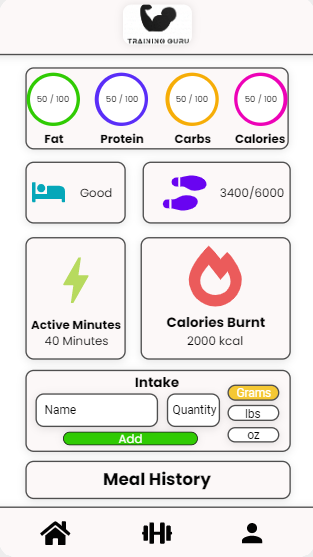 TRAINING GURU
50 / 100 50 / 100 50 / 100 50 / 100
Fat Protein Carbs Calories
Good 3400/6000
Active Minutes
40 Minutes
Calories Burnt
2000 kcal
Intake
Name Quantity
Grams
lbs
oz
Add
Meal History